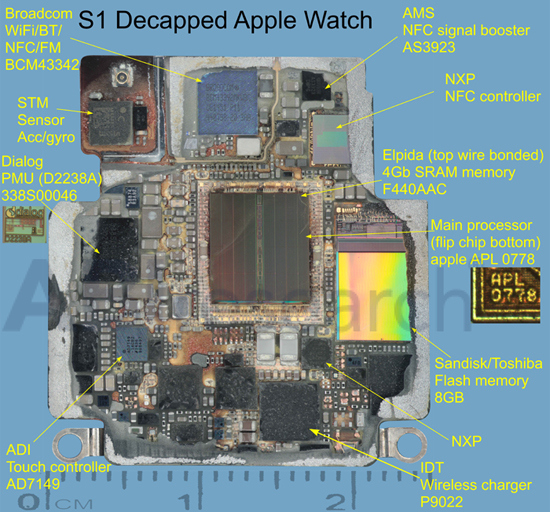 S1 Decapped Apple Watch
Broadcom
WiFi/BT/
NFC/FM
BCM43342
AMS
NFC signal booster
AS3923
NXP
NFC controller
STM
Sensor
Acc/gyro
Elpida (top wire bonded)
4Gb SRAM memory
F440AAC
Dialog
PMU (D2238A)
338S00046
Main processor
(flip chip bottom)
apple APL 0778
APL
0778
Sandisk/Toshiba
Flash memory
8GB
NXP
ADI
Touch controller
AD7149
IDT
Wireless charger
P9022
0 CM 1 2